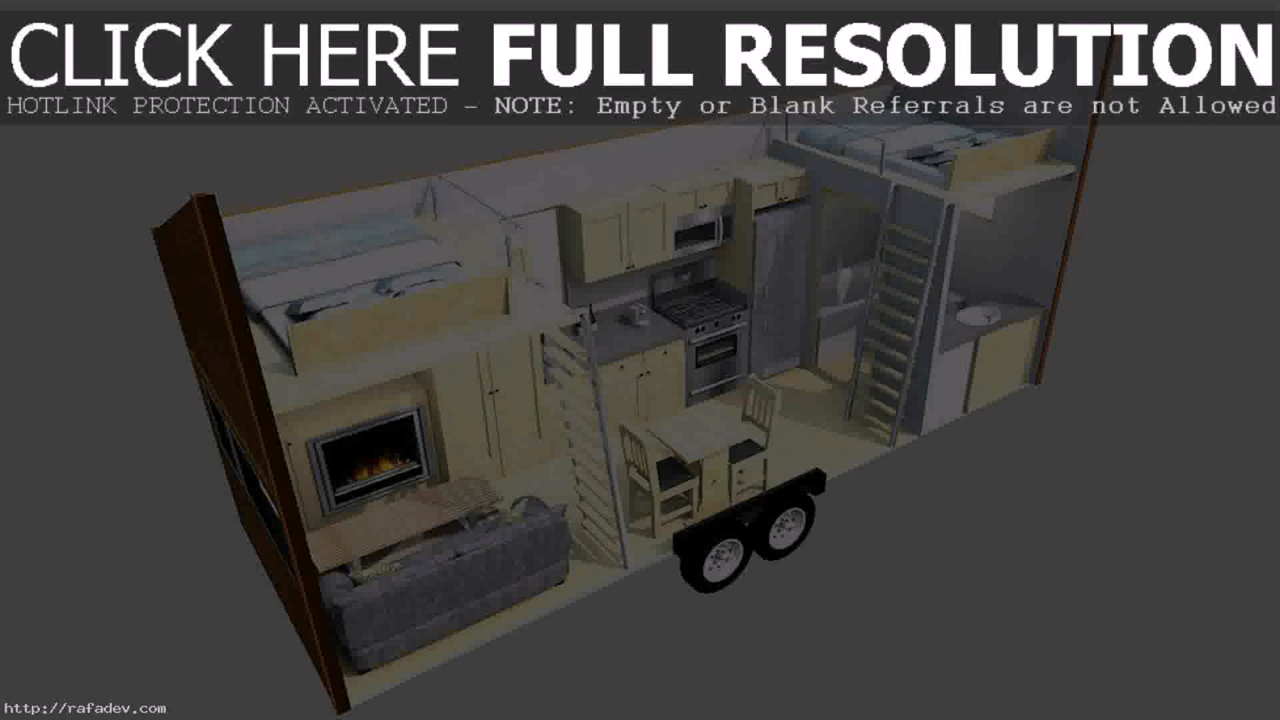 CLICK HERE FULL RESOLUTION
HOTLINK PROTECTION ACTIVATED - NOTE: Empty or Blank Referrals are not Allowed
http://rafadev.com